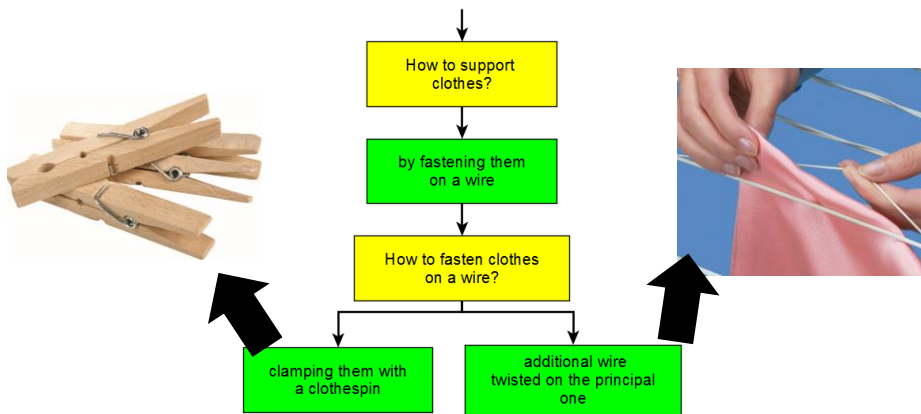 How to support
clothes?
by fastening them
on a wire
How to fasten clothes
on a wire?
clamping them with
a clothespin
additional wire
twisted on the principal
one